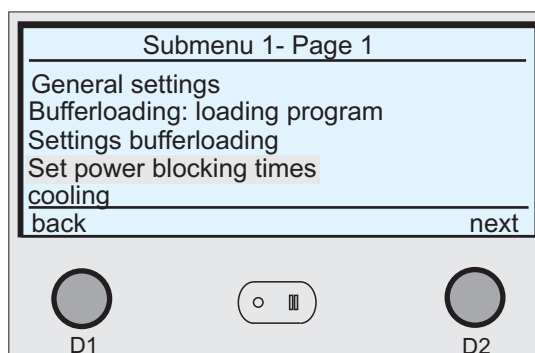 Submenu 1- Page 1
General settings
Bufferloading: loading program
Settings bufferloading
Set power blocking times
cooling
back next
D1 D2